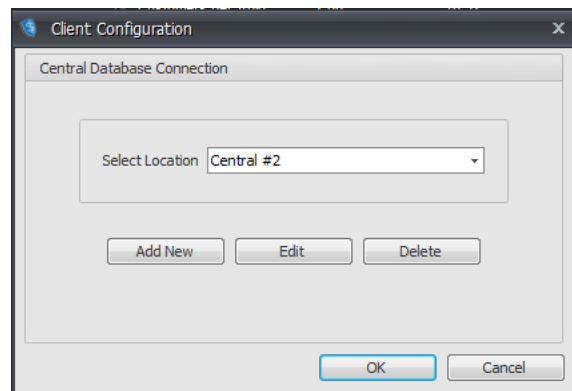 Client Configuration
x
Central Database Connection
Select Location Central #2
Add New Edit Delete
OK Cancel